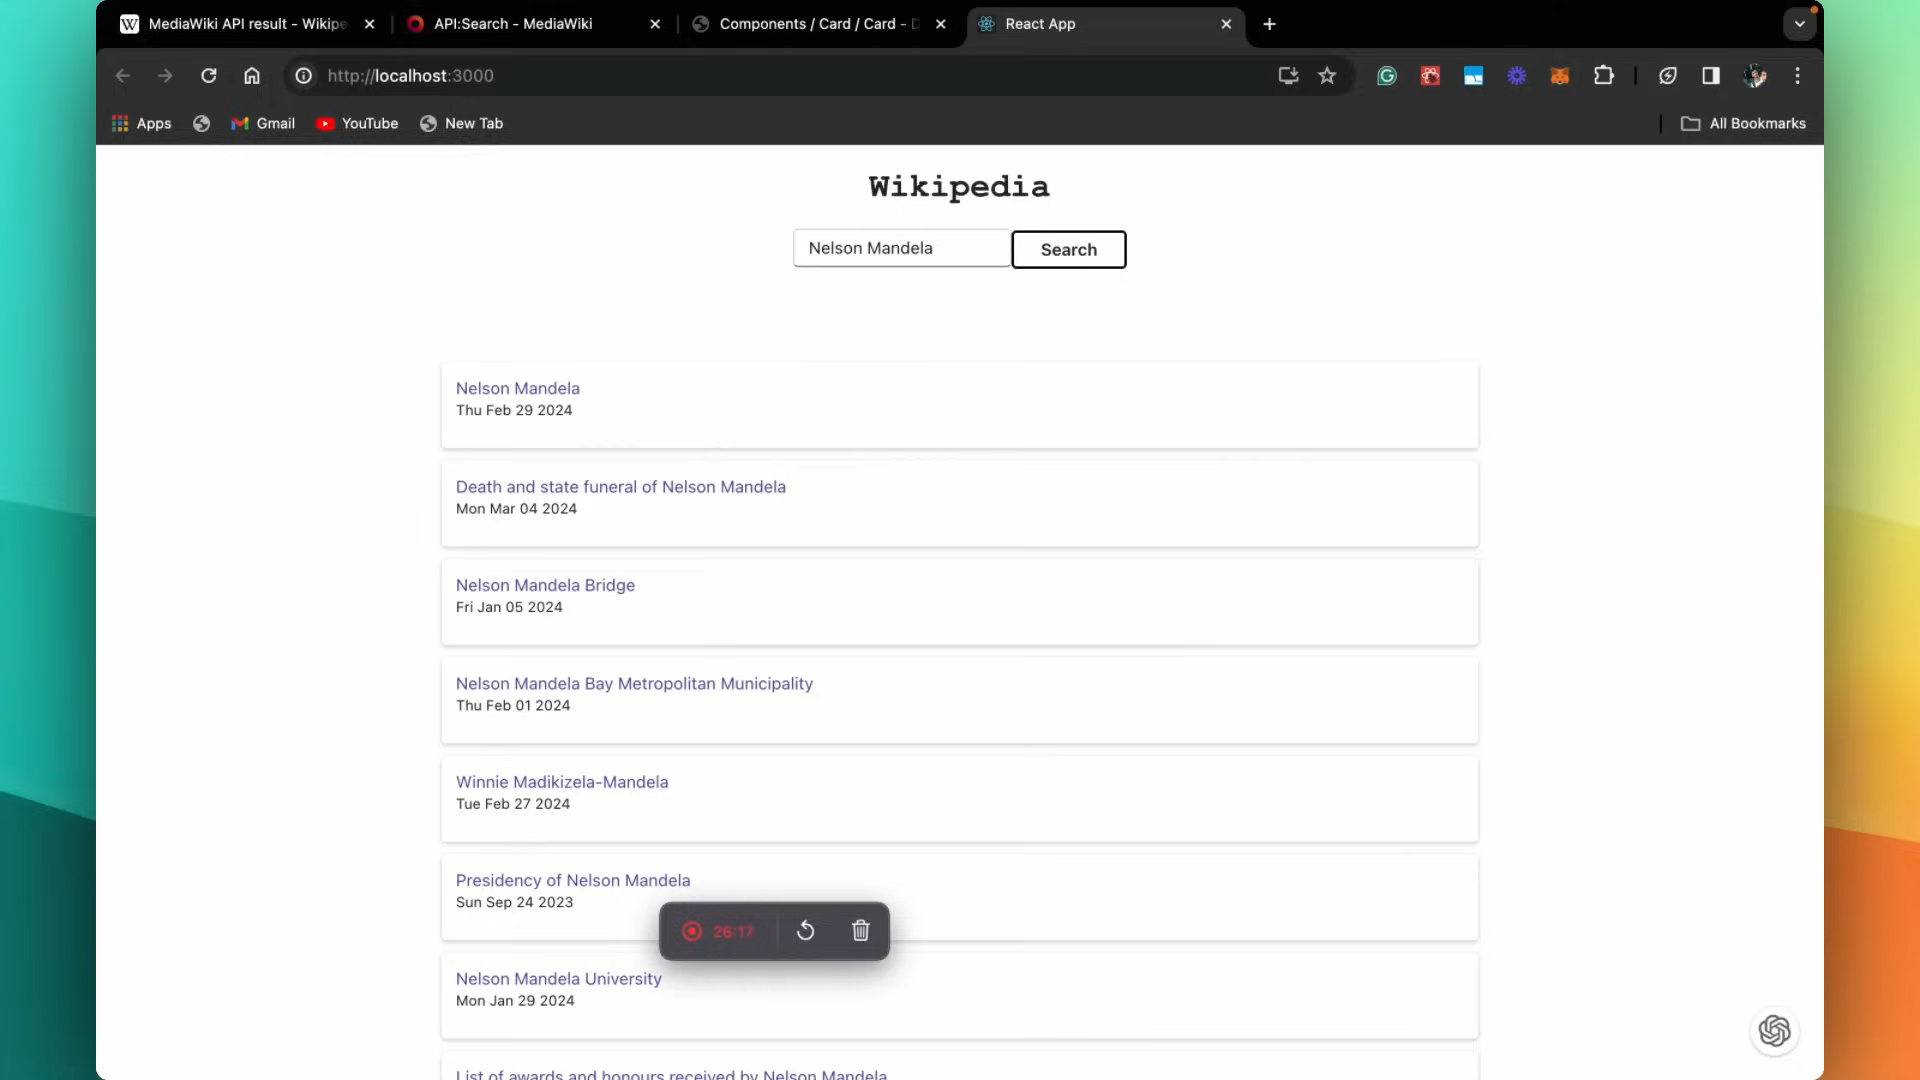 MediaWiki API result - Wikipe
API:Search - MediaWiki
Components / Card / Card - D
React App
http://localhost:3000
Apps
Gmail
YouTube
New Tab
All Bookmarks
Wikipedia
Nelson Mandela
Search
Nelson Mandela
Thu Feb 29 2024
Death and state funeral of Nelson Mandela
Mon Mar 04 2024
Nelson Mandela Bridge
Fri Jan 05 2024
Nelson Mandela Bay Metropolitan Municipality
Thu Feb 01 2024
Winnie Madikizela-Mandela
Tue Feb 27 2024
Presidency of Nelson Mandela
Sun Sep 24 2023
26:17
Nelson Mandela University
Mon Jan 29 2024
List of awards and honours received by Nelson Mandela